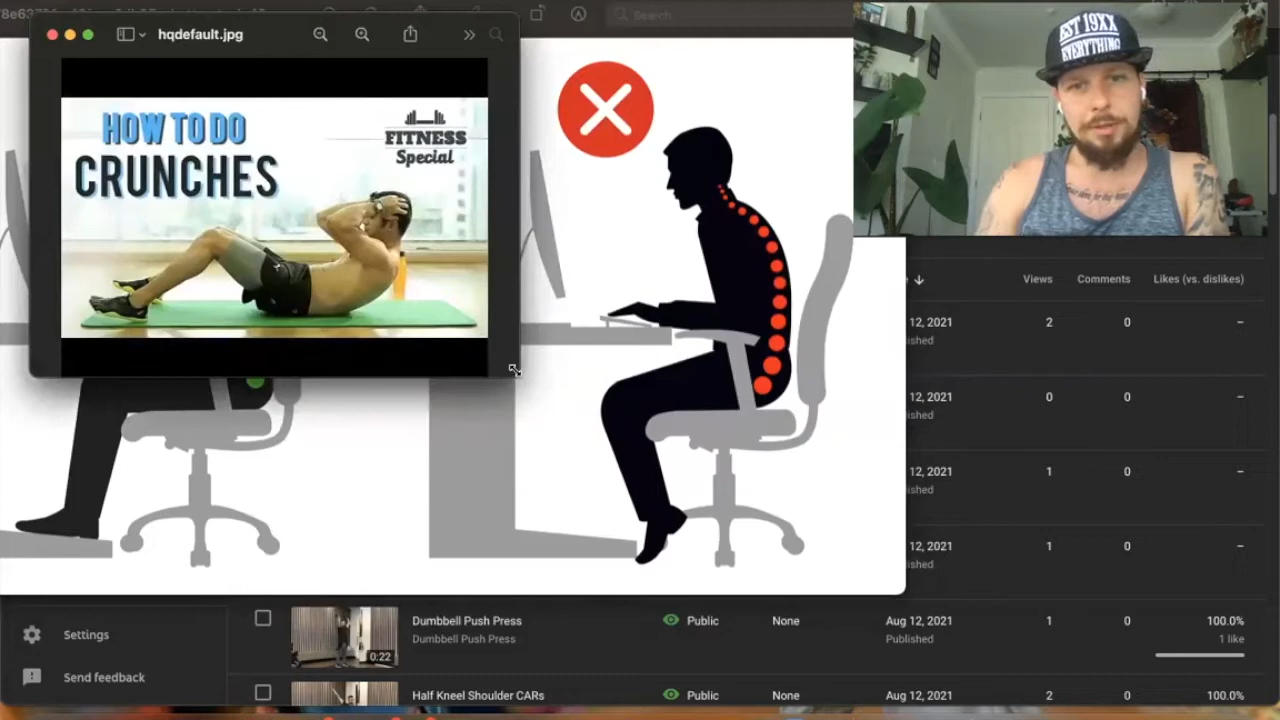 Search
hqdefault.jpg
HOW TO DO
CRUNCHES
FITNESS
Special
EST 19XX
EVERYTHING
Views
Comments
Likes (vs. dislikes)
12, 2021
2
0
–
12, 2021
0
0
–
12, 2021
1
0
–
12, 2021
1
0
–
Settings
Send feedback
0:22
Dumbbell Push Press
Dumbbell Push Press
Public
None
Aug 12, 2021
Published
1
0
100.0%
1 like
Half Kneel Shoulder CARs
Public
None
Aug 12, 2021
2
0
100.0%